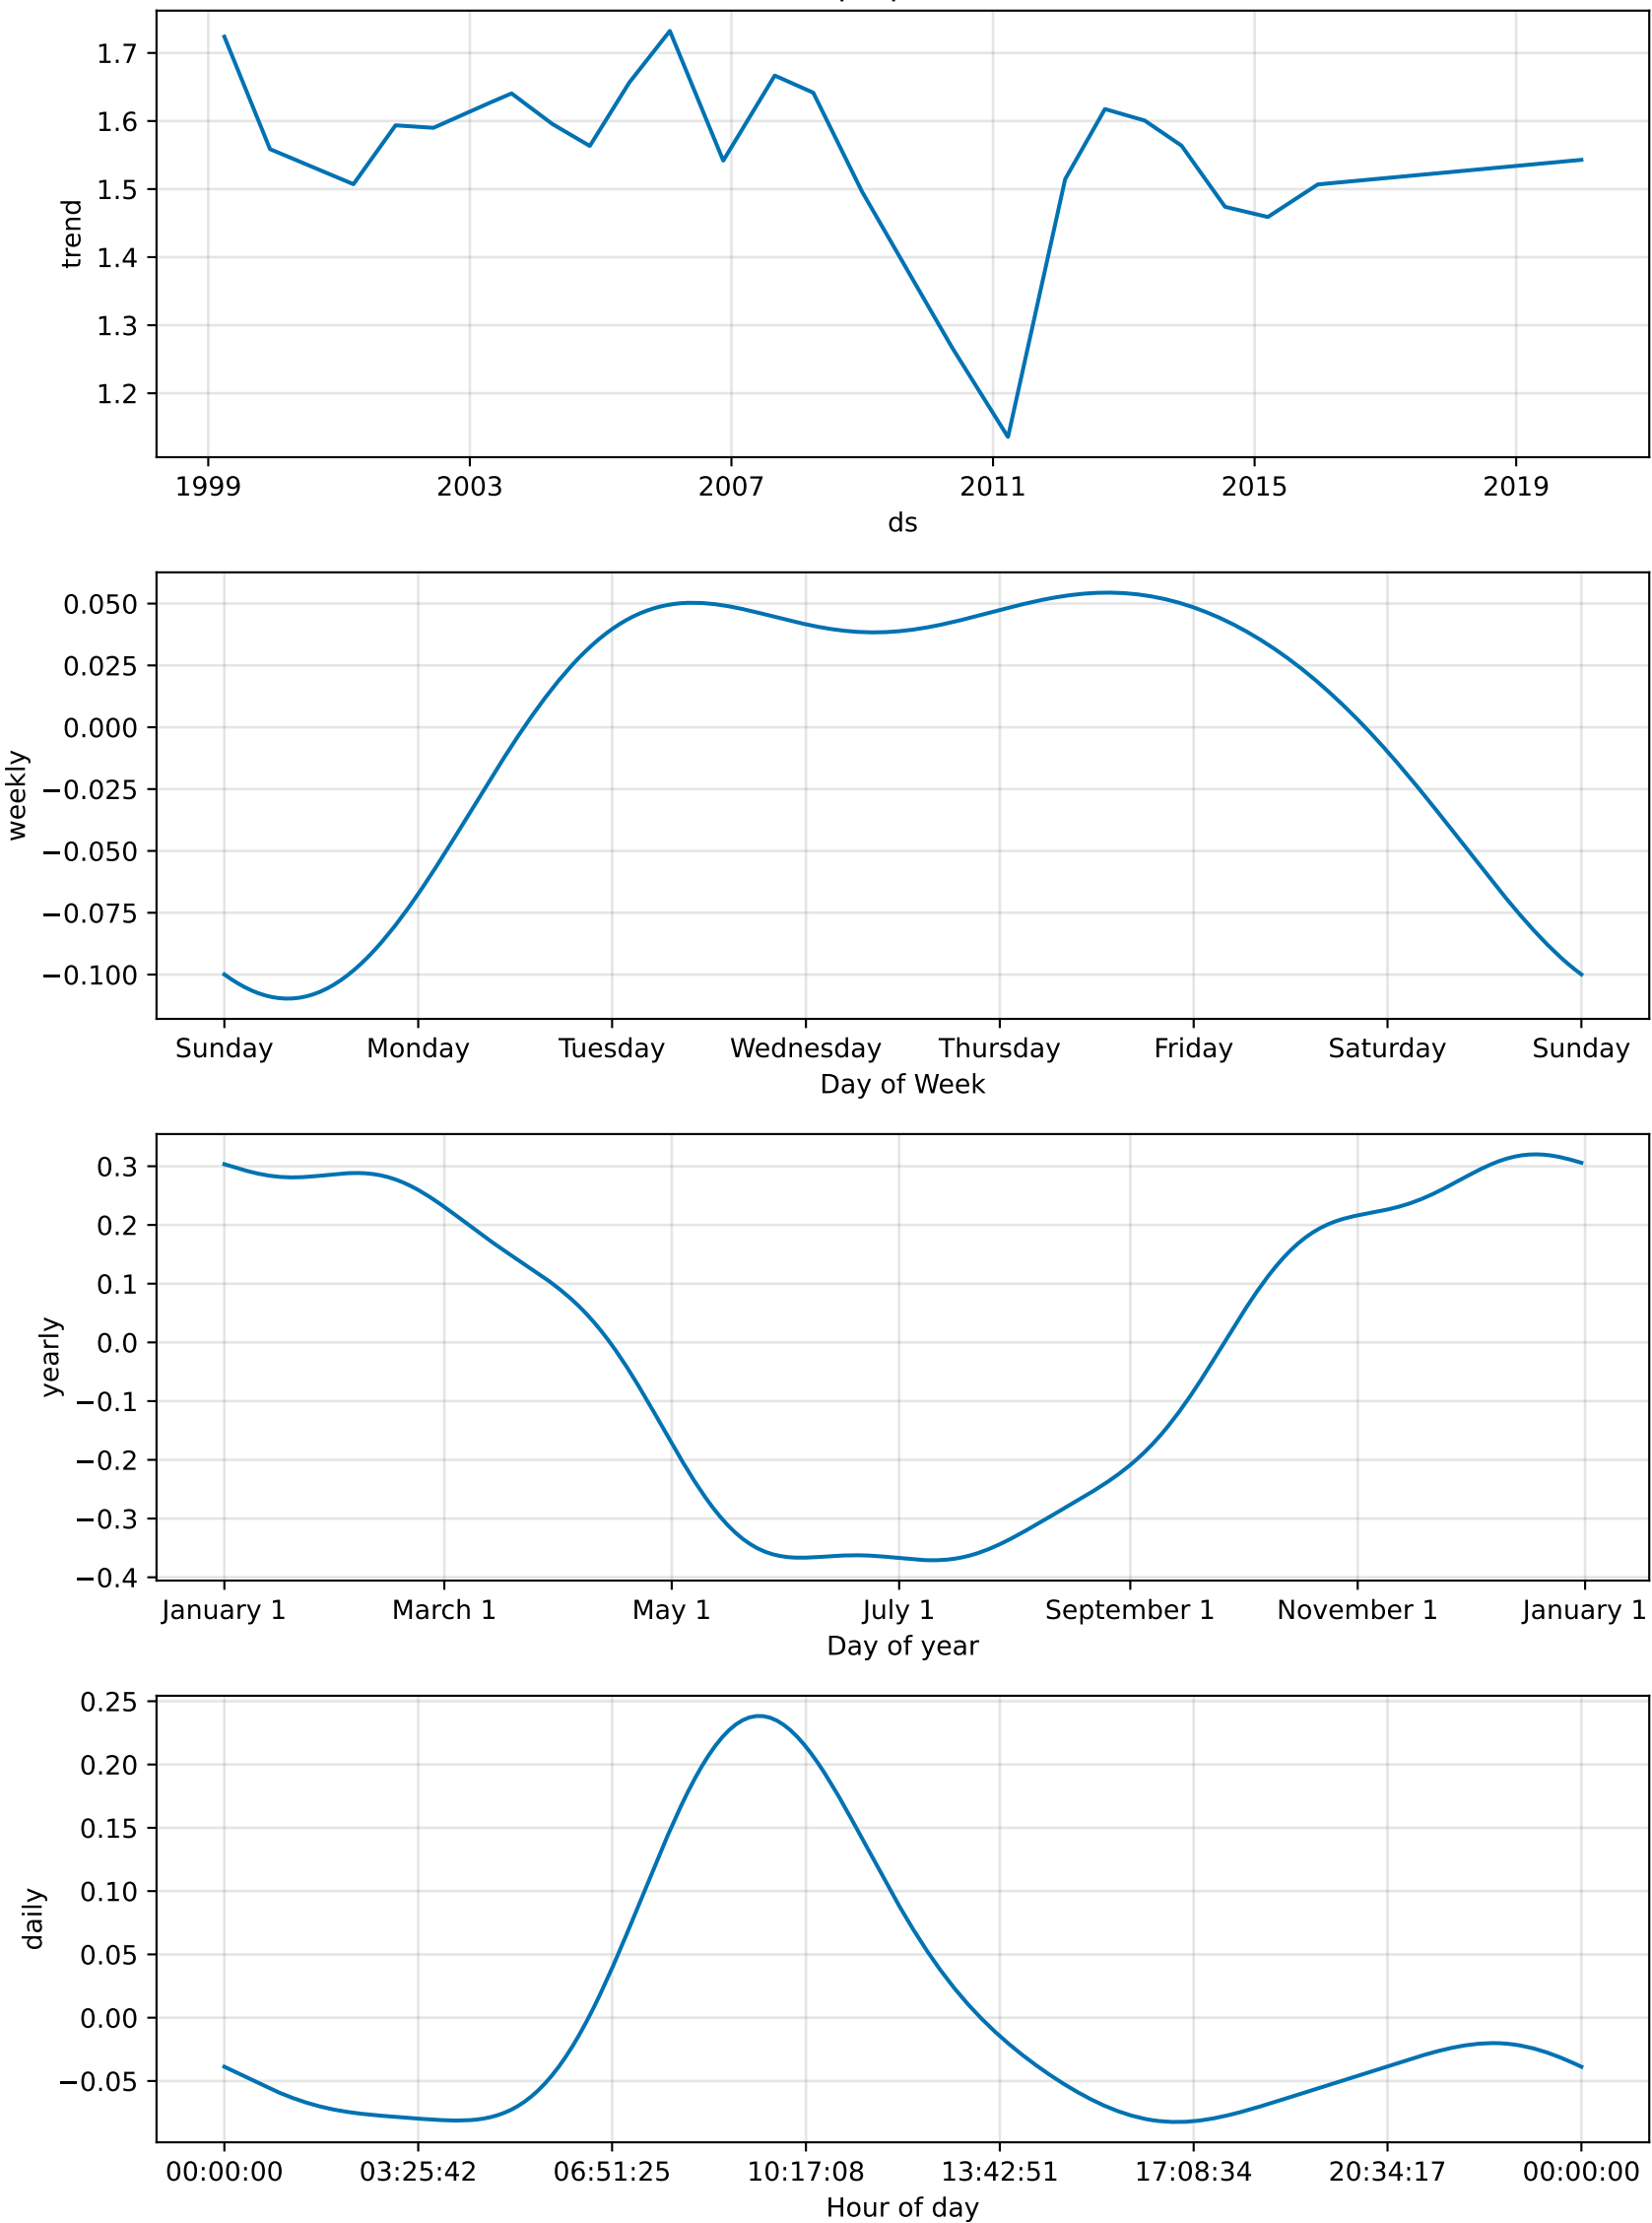 1.7
1.6
1.5
1.4
1.3
1.2
trend
1999 2003 2007 2011 2015 2019
ds
0.050
0.025
0.000
−0.025
−0.050
−0.075
−0.100
weekly
Sunday Monday Tuesday Wednesday Thursday Friday Saturday Sunday
Day of Week
0.3
0.2
0.1
0.0
−0.1
−0.2
−0.3
−0.4
yearly
January 1 March 1 May 1 July 1 September 1 November 1 January 1
Day of year
0.25
0.20
0.15
0.10
0.05
0.00
−0.05
daily
00:00:00 03:25:42 06:51:25 10:17:08 13:42:51 17:08:34 20:34:17 00:00:00
Hour of day